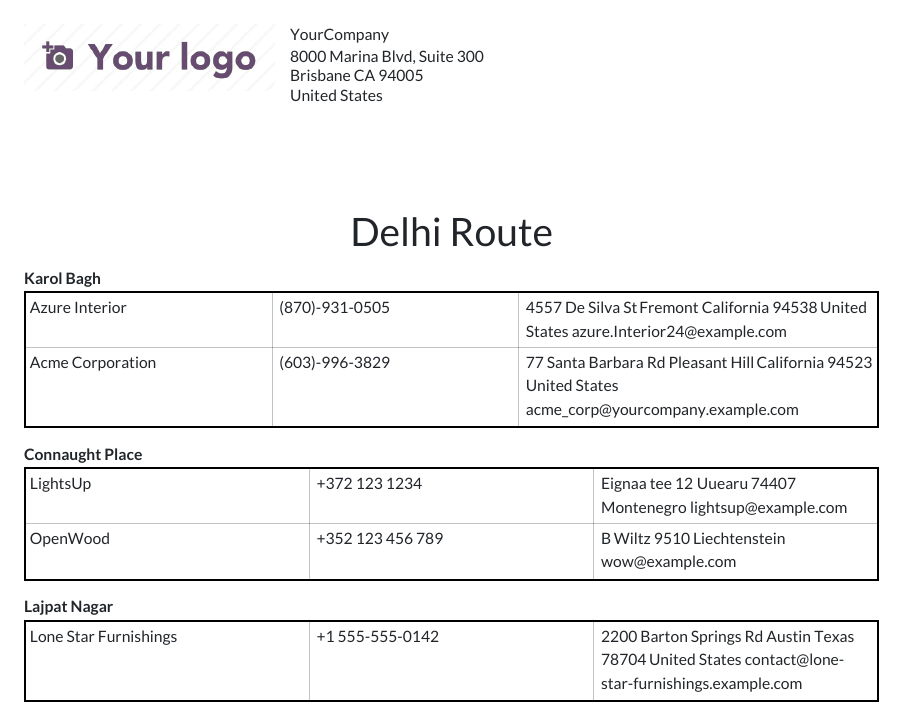 Your logo
YourCompany
8000 Marina Blvd, Suite 300
Brisbane CA 94005
United States
Delhi Route
Karol Bagh
Azure Interior (870)-931-0505 4557 De Silva St Fremont California 94538 United
States azure.Interior24@example.com
Acme Corporation (603)-996-3829 77 Santa Barbara Rd Pleasant Hill California 94523
United States
acme_corp@yourcompany.example.com
Connaught Place
LightsUp +372 123 1234 Eignaa tee 12 Uuearu 74407
Montenegro lightsup@example.com
OpenWood +352 123 456 789 B Wiltz 9510 Liechtenstein
wow@example.com
Lajpat Nagar
Lone Star Furnishings +1 555-555-0142 2200 Barton Springs Rd Austin Texas
78704 United States contact@lone-
star-furnishings.example.com